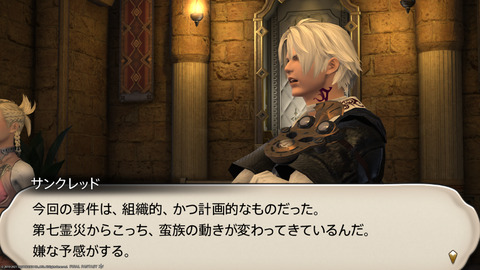 サンクレッド
今回の事件は、組織的、かつ計画的なものだった。
第七霊災からこっち、蛮族の動きが変わってきているんだ。
嫌な予感がする。